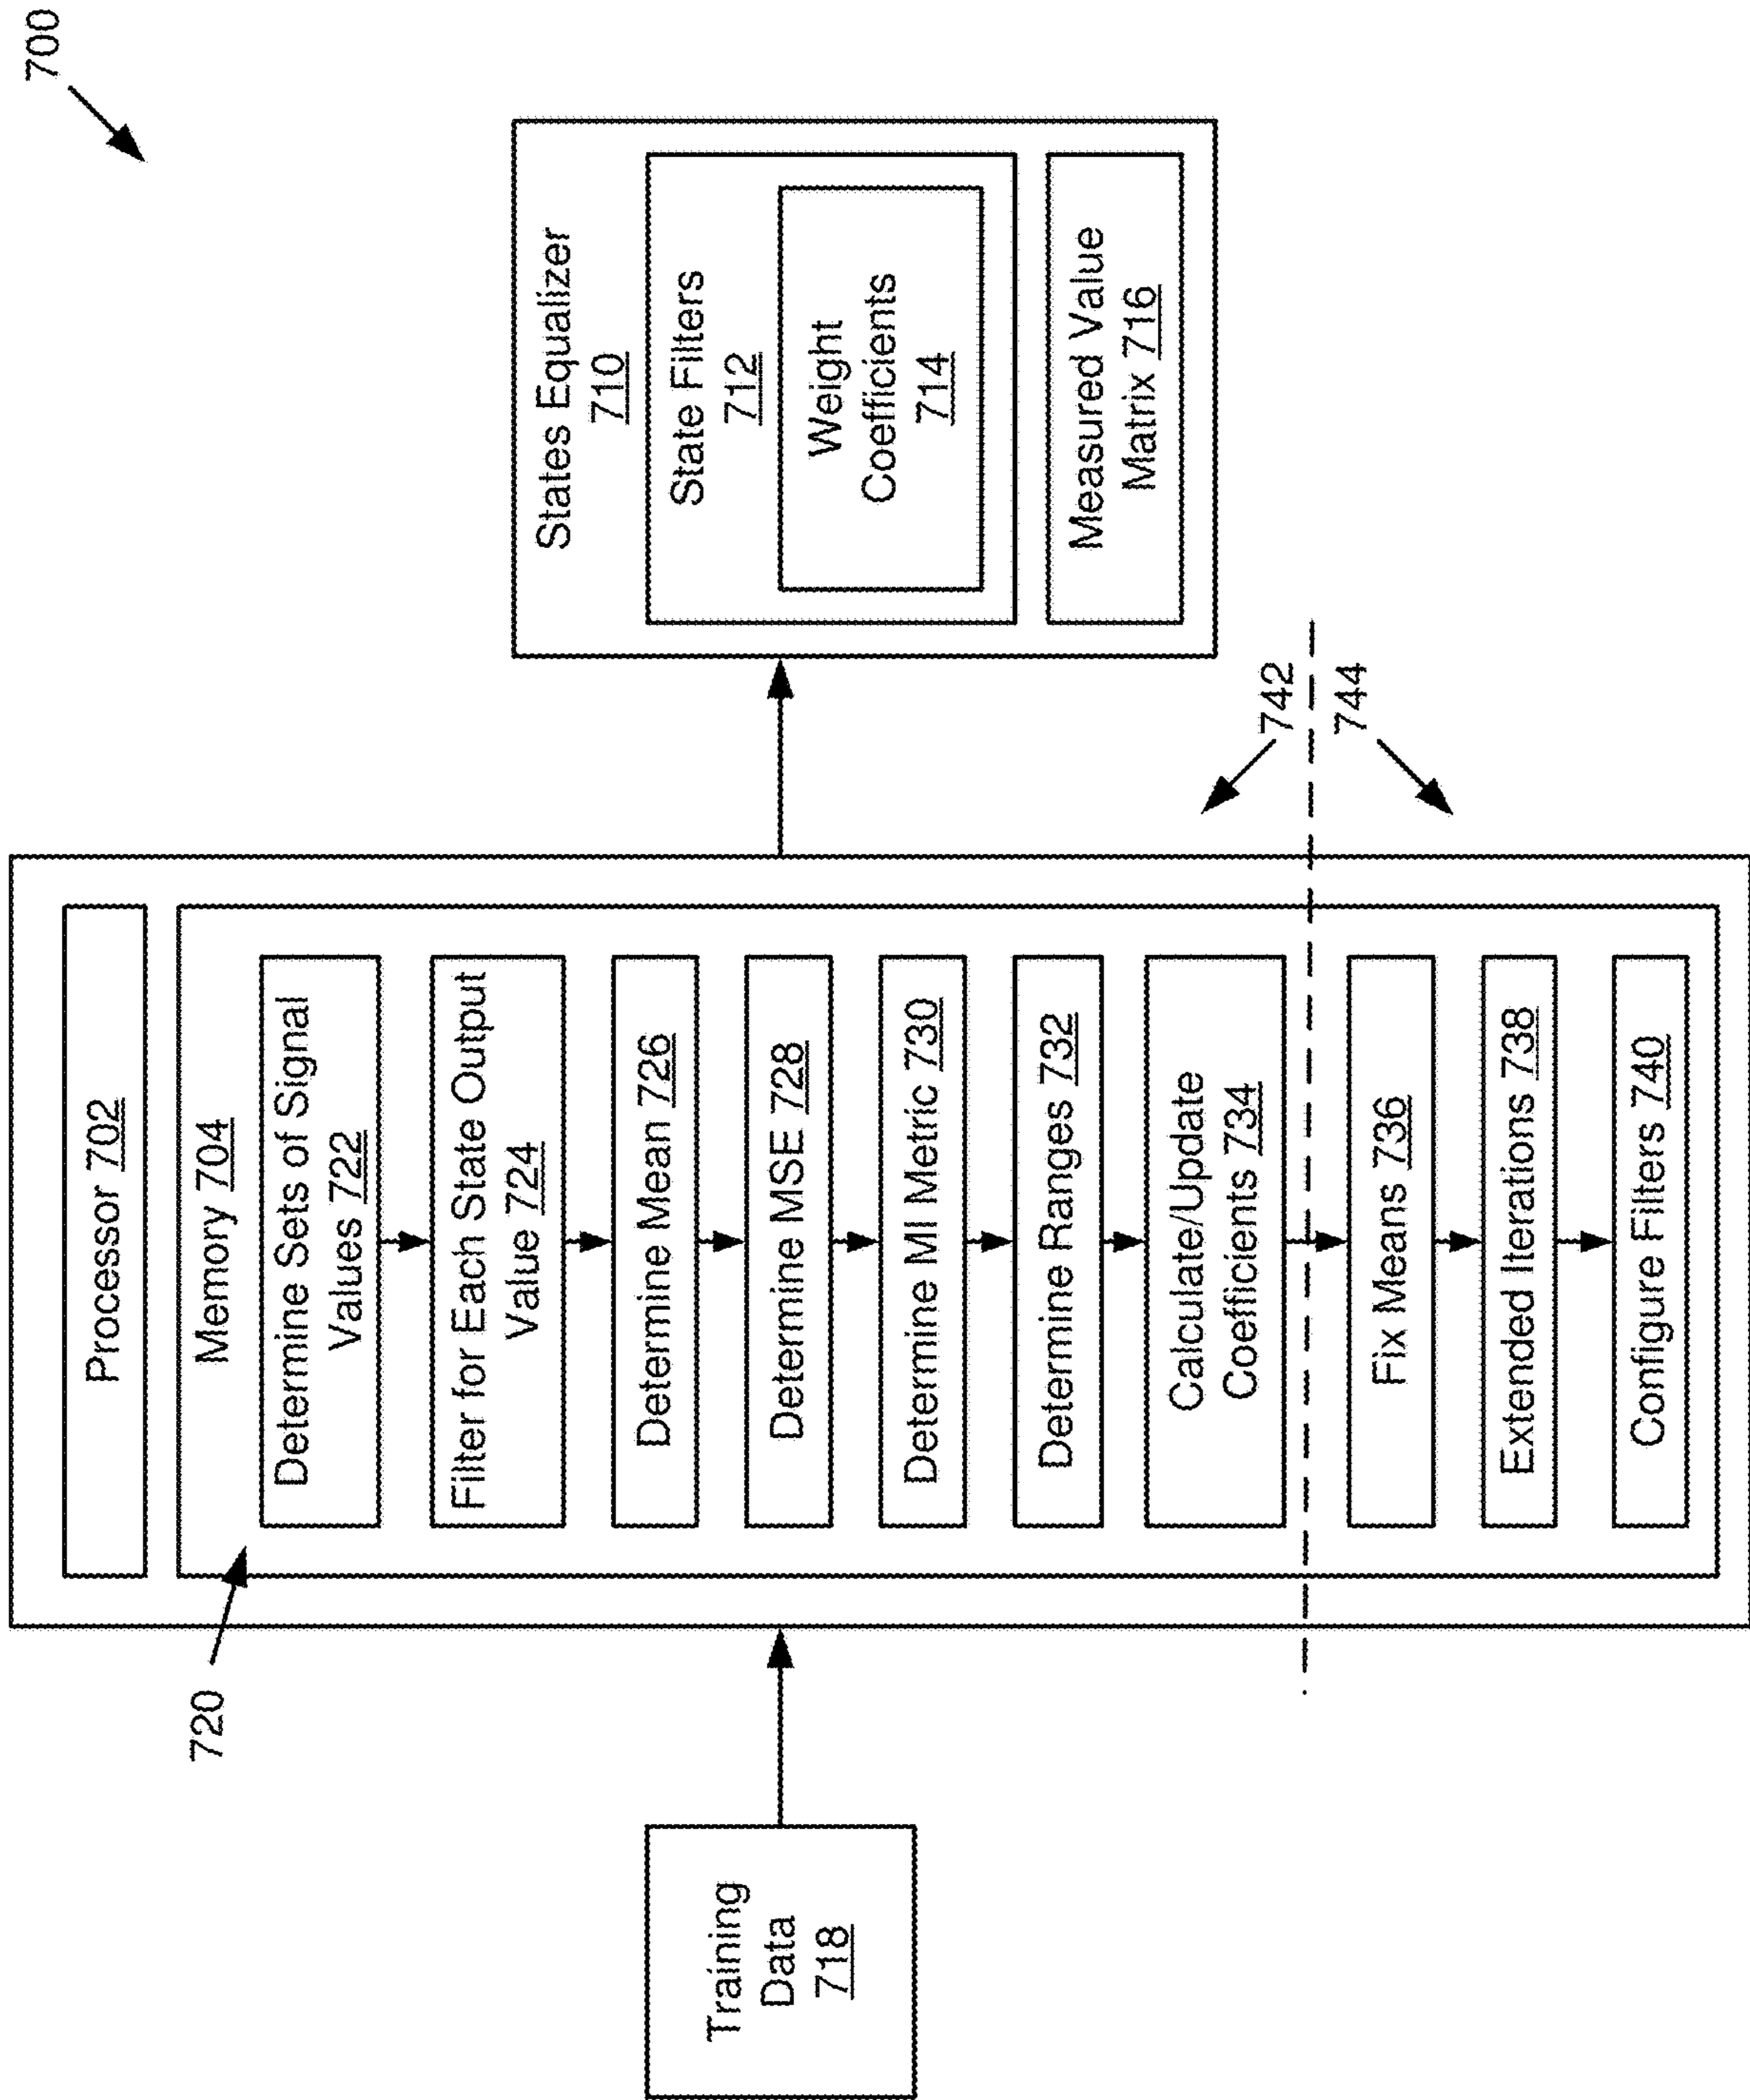 700
Processor 702
Memory 704
720
Determine Sets of Signal
Values 722
Filter for Each State Output
Value 724
Determine Mean 726
Determine MSE 728
Determine MI Metric 730
Determine Ranges 732
Calculate/Update
Coefficients 734
Fix Means 736
Extended Iterations 738
Configure Filters 740
Training
Data
718
States Equalizer
710
State Filters
712
Weight
Coefficients
714
Measured Value
Matrix 716
742
744